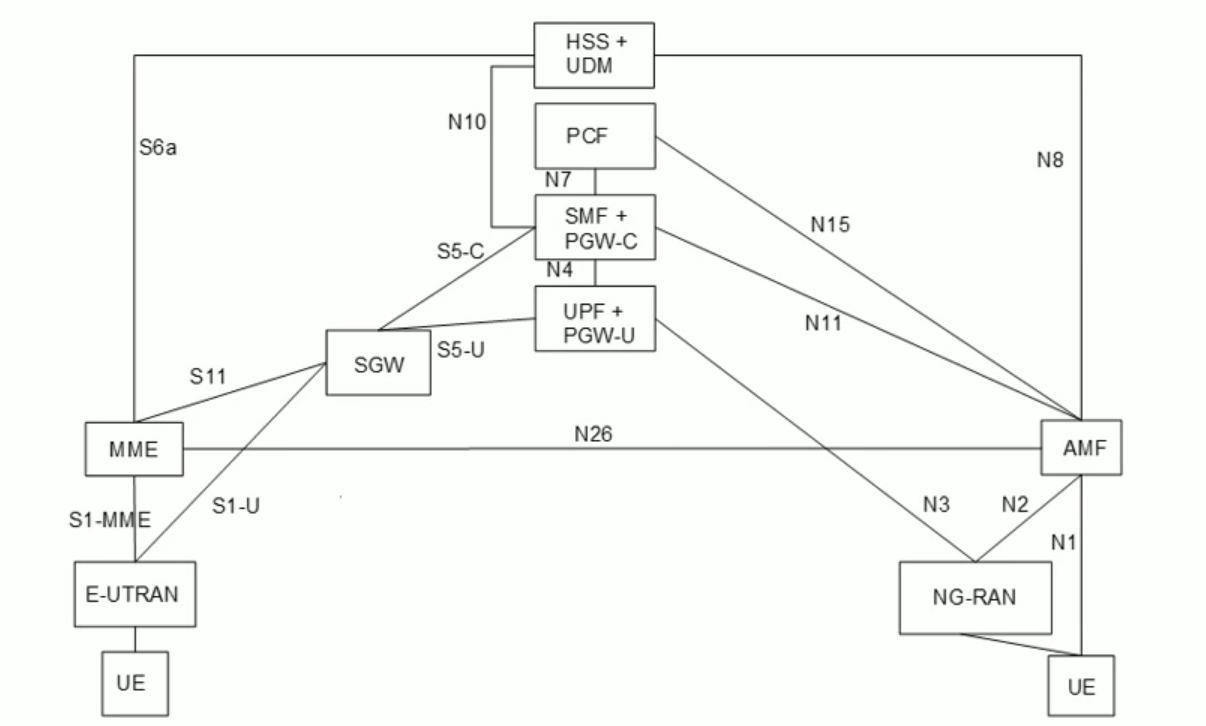 HSS +
UDM
N10
S6a
PCF
N8
N7
SMF +
PGW-C
N15
S5-C
N4
UPF +
PGW-U
N11
S5-U
SGW
S11
N26
MME
AMF
S1-U
N3
N2
S1-MME
N1
E-UTRAN
NG-RAN
UE
UE